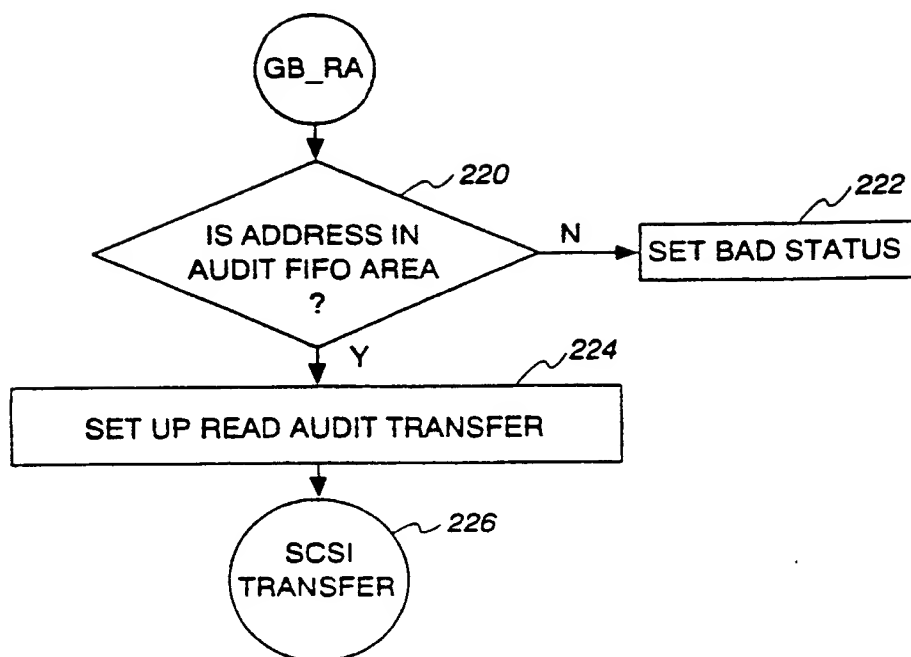 GB_RA
220
IS ADDRESS IN
AUDIT FIFO AREA
?
N
222
SET BAD STATUS
Y
224
SET UP READ AUDIT TRANSFER
226
SCSI
TRANSFER